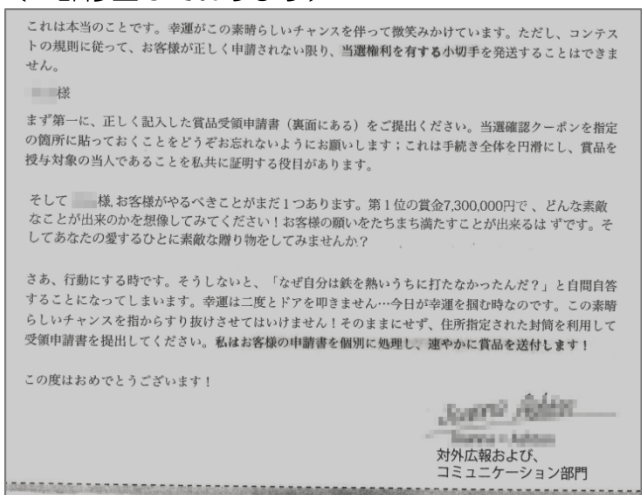 これは本当のことです。幸運がこの素晴らしいチャンスを伴って微笑みかけています。ただし、コンテス
トの規則に従って、お客様が正しく申請されない限り、当選権利を有する小切手を発送することはできま
せん。
様
まず第一に、正しく記入した賞品受領申請書（裏面にある）をご提出ください。当選確認クーポンを指定
の箇所に貼っておくことをどうぞお忘れないようにお願いします；これは手続き全体を円滑にし、賞品を
授与対象の当人であることを私共に証明する役目があります。
そして 様, お客様がやるべきことがまだ１つあります。第１位の賞金7,300,000円で 、どんな素敵
なことが出来るのかを想像してみてください！お客様の願いをたちまち満たすことが出来るは ずです。そ
してあなたの愛するひとに素敵な贈り物をしてみませんか？
さあ、行動にする時です。そうしないと、「なぜ自分は鉄を熱いうちに打たなかったんだ？」と自問自答
することになってしまいます。幸運は二度とドアを叩きません…今日が幸運を掴む時なのです。この素晴
らしいチャンスを指からすり抜けさせてはいけません！そのままにせず、住所指定された封筒を利用して
受領申請書を提出してください。私はお客様の申請書を個別に処理し、速やかに賞品を送付します！
この度はおめでとうございます！
対外広報および、
コミュニケーション部門